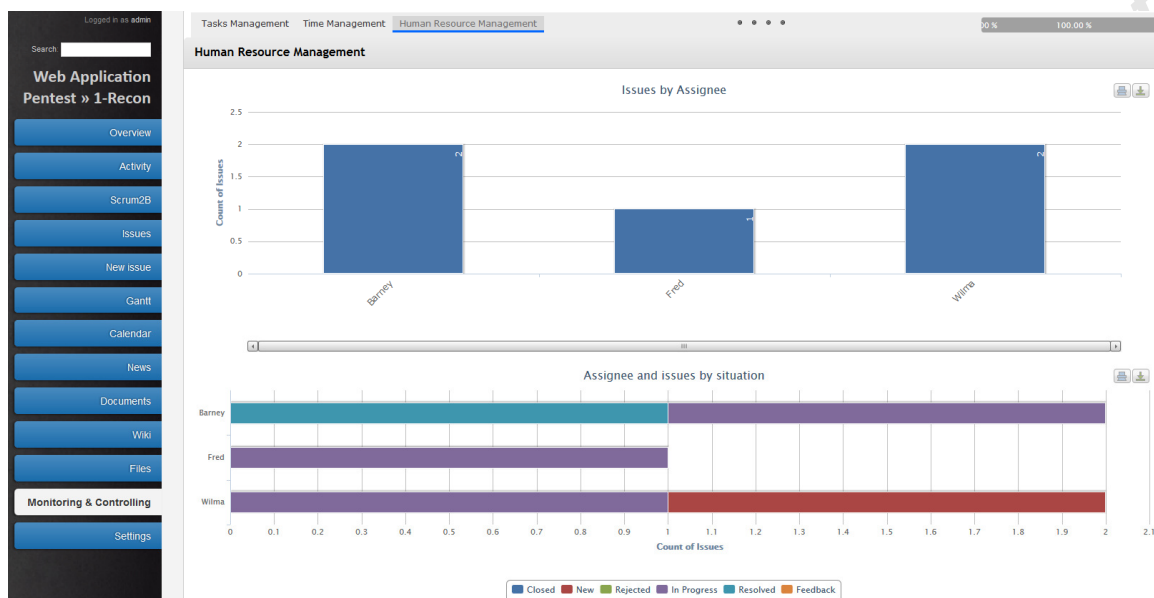 Logged in as admin
Search:
Web Application
Pentest » 1-Recon
Overview
Activity
Scrum2B
Issues
New issue
Gantt
Calendar
News
Documents
Wiki
Files
Monitoring & Controlling
Settings
Tasks Management Time Management Human Resource Management
00 % 100.00 %
Human Resource Management
Issues by Assignee
Count of Issues
2.5
2
1.5
1
0.5
0
2
1
2
Barney Fred Wilma
Assignee and issues by situation
Barney
Fred
Wilma
0 0.1 0.2 0.3 0.4 0.5 0.6 0.7 0.8 0.9 1 1.1 1.2 1.3 1.4 1.5 1.6 1.7 1.8 1.9 2 2.1
Count of Issues
Closed New Rejected In Progress Resolved Feedback